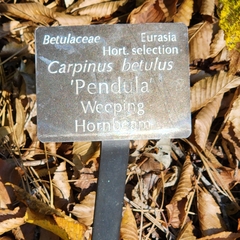 Betulaceae Eurasia
Hort. selection
Carpinus betulus
'Pendula'
Weeping
Hornbeam